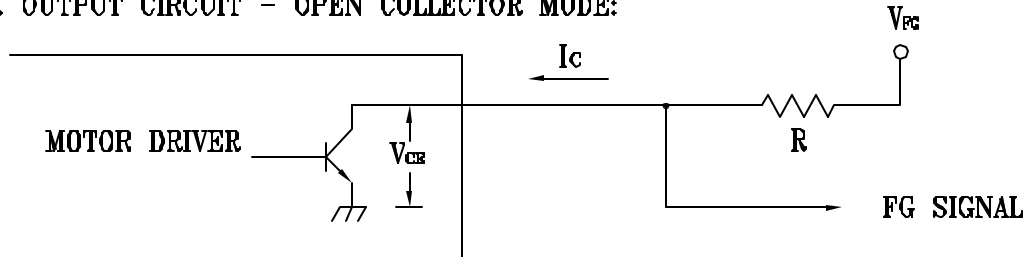 OUTPUT CIRCUIT - OPEN COLLECTOR MODE:
VFG
Ic
MOTOR DRIVER
VCE
R
FG SIGNAL